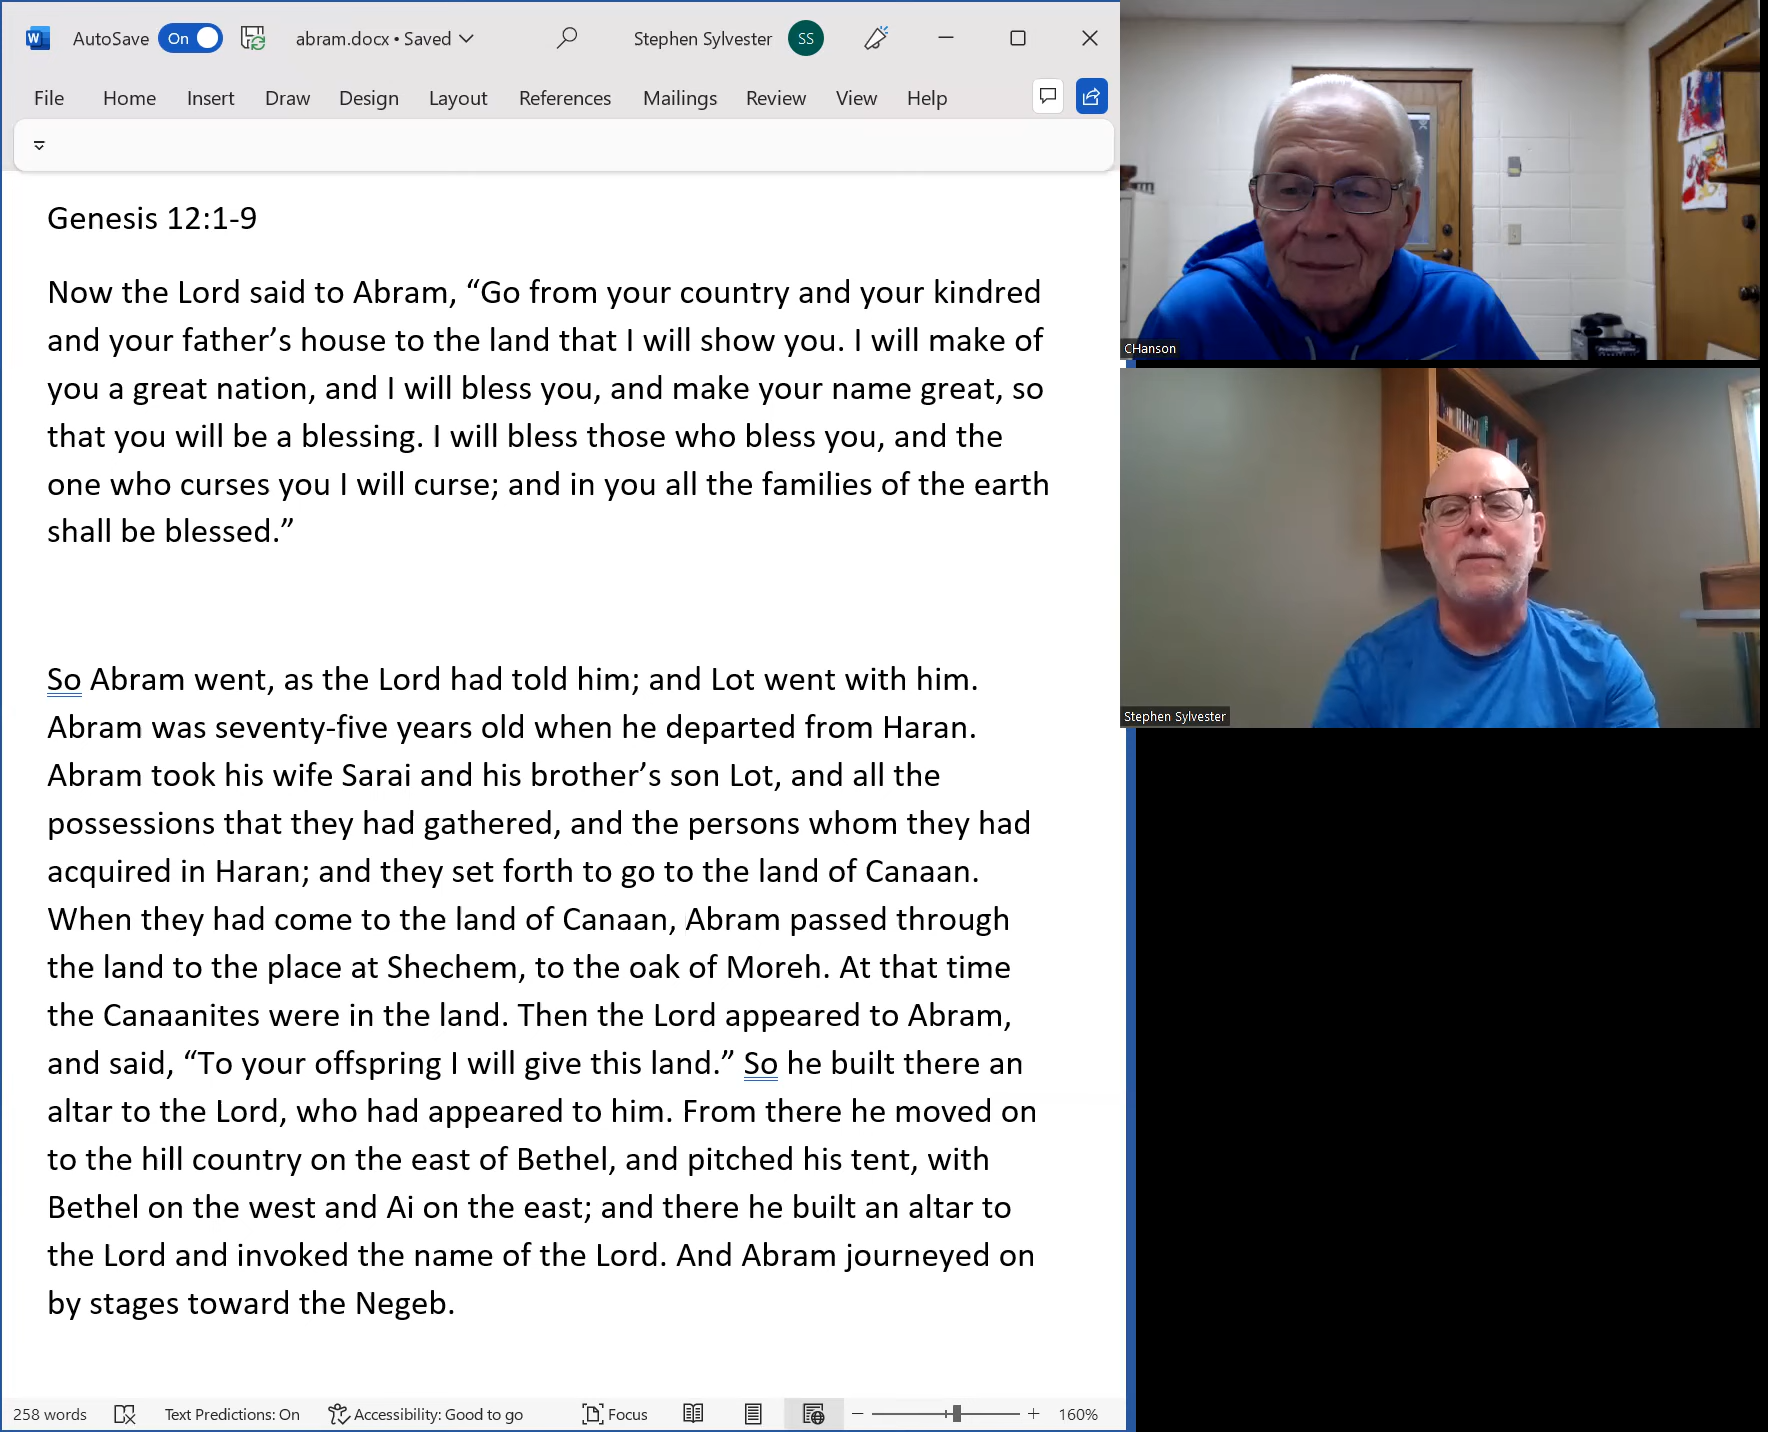 AutoSave On abram.docx • Saved Stephen Sylvester SS
File Home Insert Draw Design Layout References Mailings Review View Help
Genesis 12:1-9
Now the Lord said to Abram, “Go from your country and your kindred
and your father’s house to the land that I will show you. I will make of
you a great nation, and I will bless you, and make your name great, so
that you will be a blessing. I will bless those who bless you, and the
one who curses you I will curse; and in you all the families of the earth
shall be blessed.”
So Abram went, as the Lord had told him; and Lot went with him.
Abram was seventy-five years old when he departed from Haran.
Abram took his wife Sarai and his brother’s son Lot, and all the
possessions that they had gathered, and the persons whom they had
acquired in Haran; and they set forth to go to the land of Canaan.
When they had come to the land of Canaan, Abram passed through
the land to the place at Shechem, to the oak of Moreh. At that time
the Canaanites were in the land. Then the Lord appeared to Abram,
and said, “To your offspring I will give this land.” So he built there an
altar to the Lord, who had appeared to him. From there he moved on
to the hill country on the east of Bethel, and pitched his tent, with
Bethel on the west and Ai on the east; and there he built an altar to
the Lord and invoked the name of the Lord. And Abram journeyed on
by stages toward the Negeb.
258 words Text Predictions: On Accessibility: Good to go Focus 160%
CHanson
Stephen Sylvester